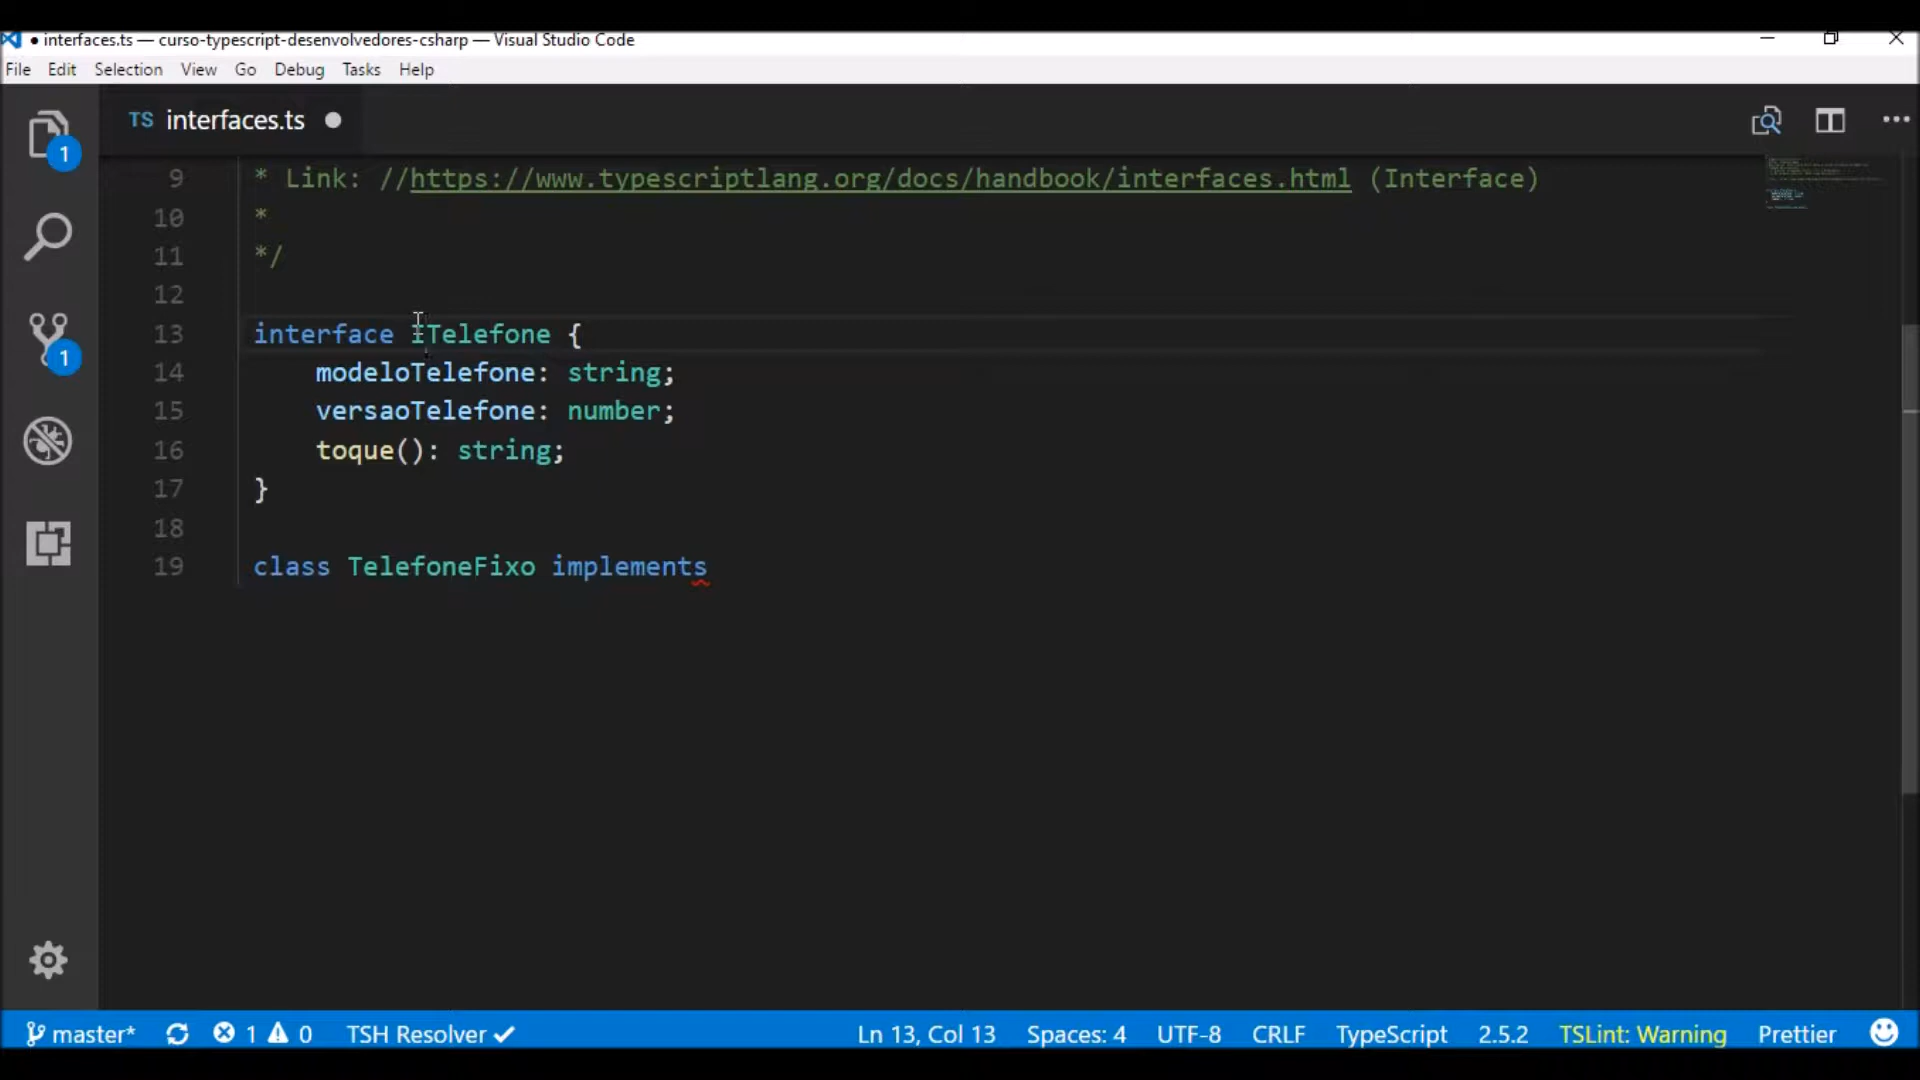 ● interfaces.ts — curso-typescript-desenvolvedores-csharp — Visual Studio Code
File Edit Selection View Go Debug Tasks Help
TS interfaces.ts ●
1
1
9 * Link: //https://www.typescriptlang.org/docs/handbook/interfaces.html (Interface)
10 *
11 */
12
13 interface ITelefone {
14 modeloTelefone: string;
15 versaoTelefone: number;
16 toque(): string;
17 }
18
19 class TelefoneFixo implements
master* 1 0 TSH Resolver ✓ Ln 13, Col 13 Spaces: 4 UTF-8 CRLF TypeScript 2.5.2 TSLint: Warning Prettier